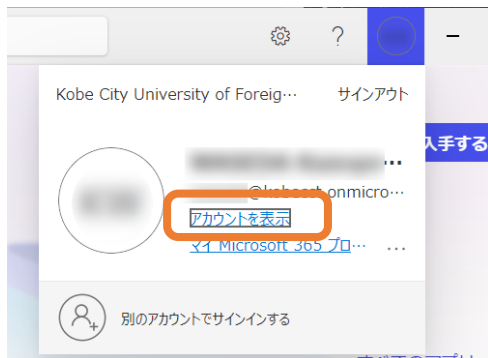 ?
Kobe City University of Foreig… サインアウト
入手する
…
onmicro…
アカウントを表示
マイ Microsoft 365 プロ… ...
別のアカウントでサインインする